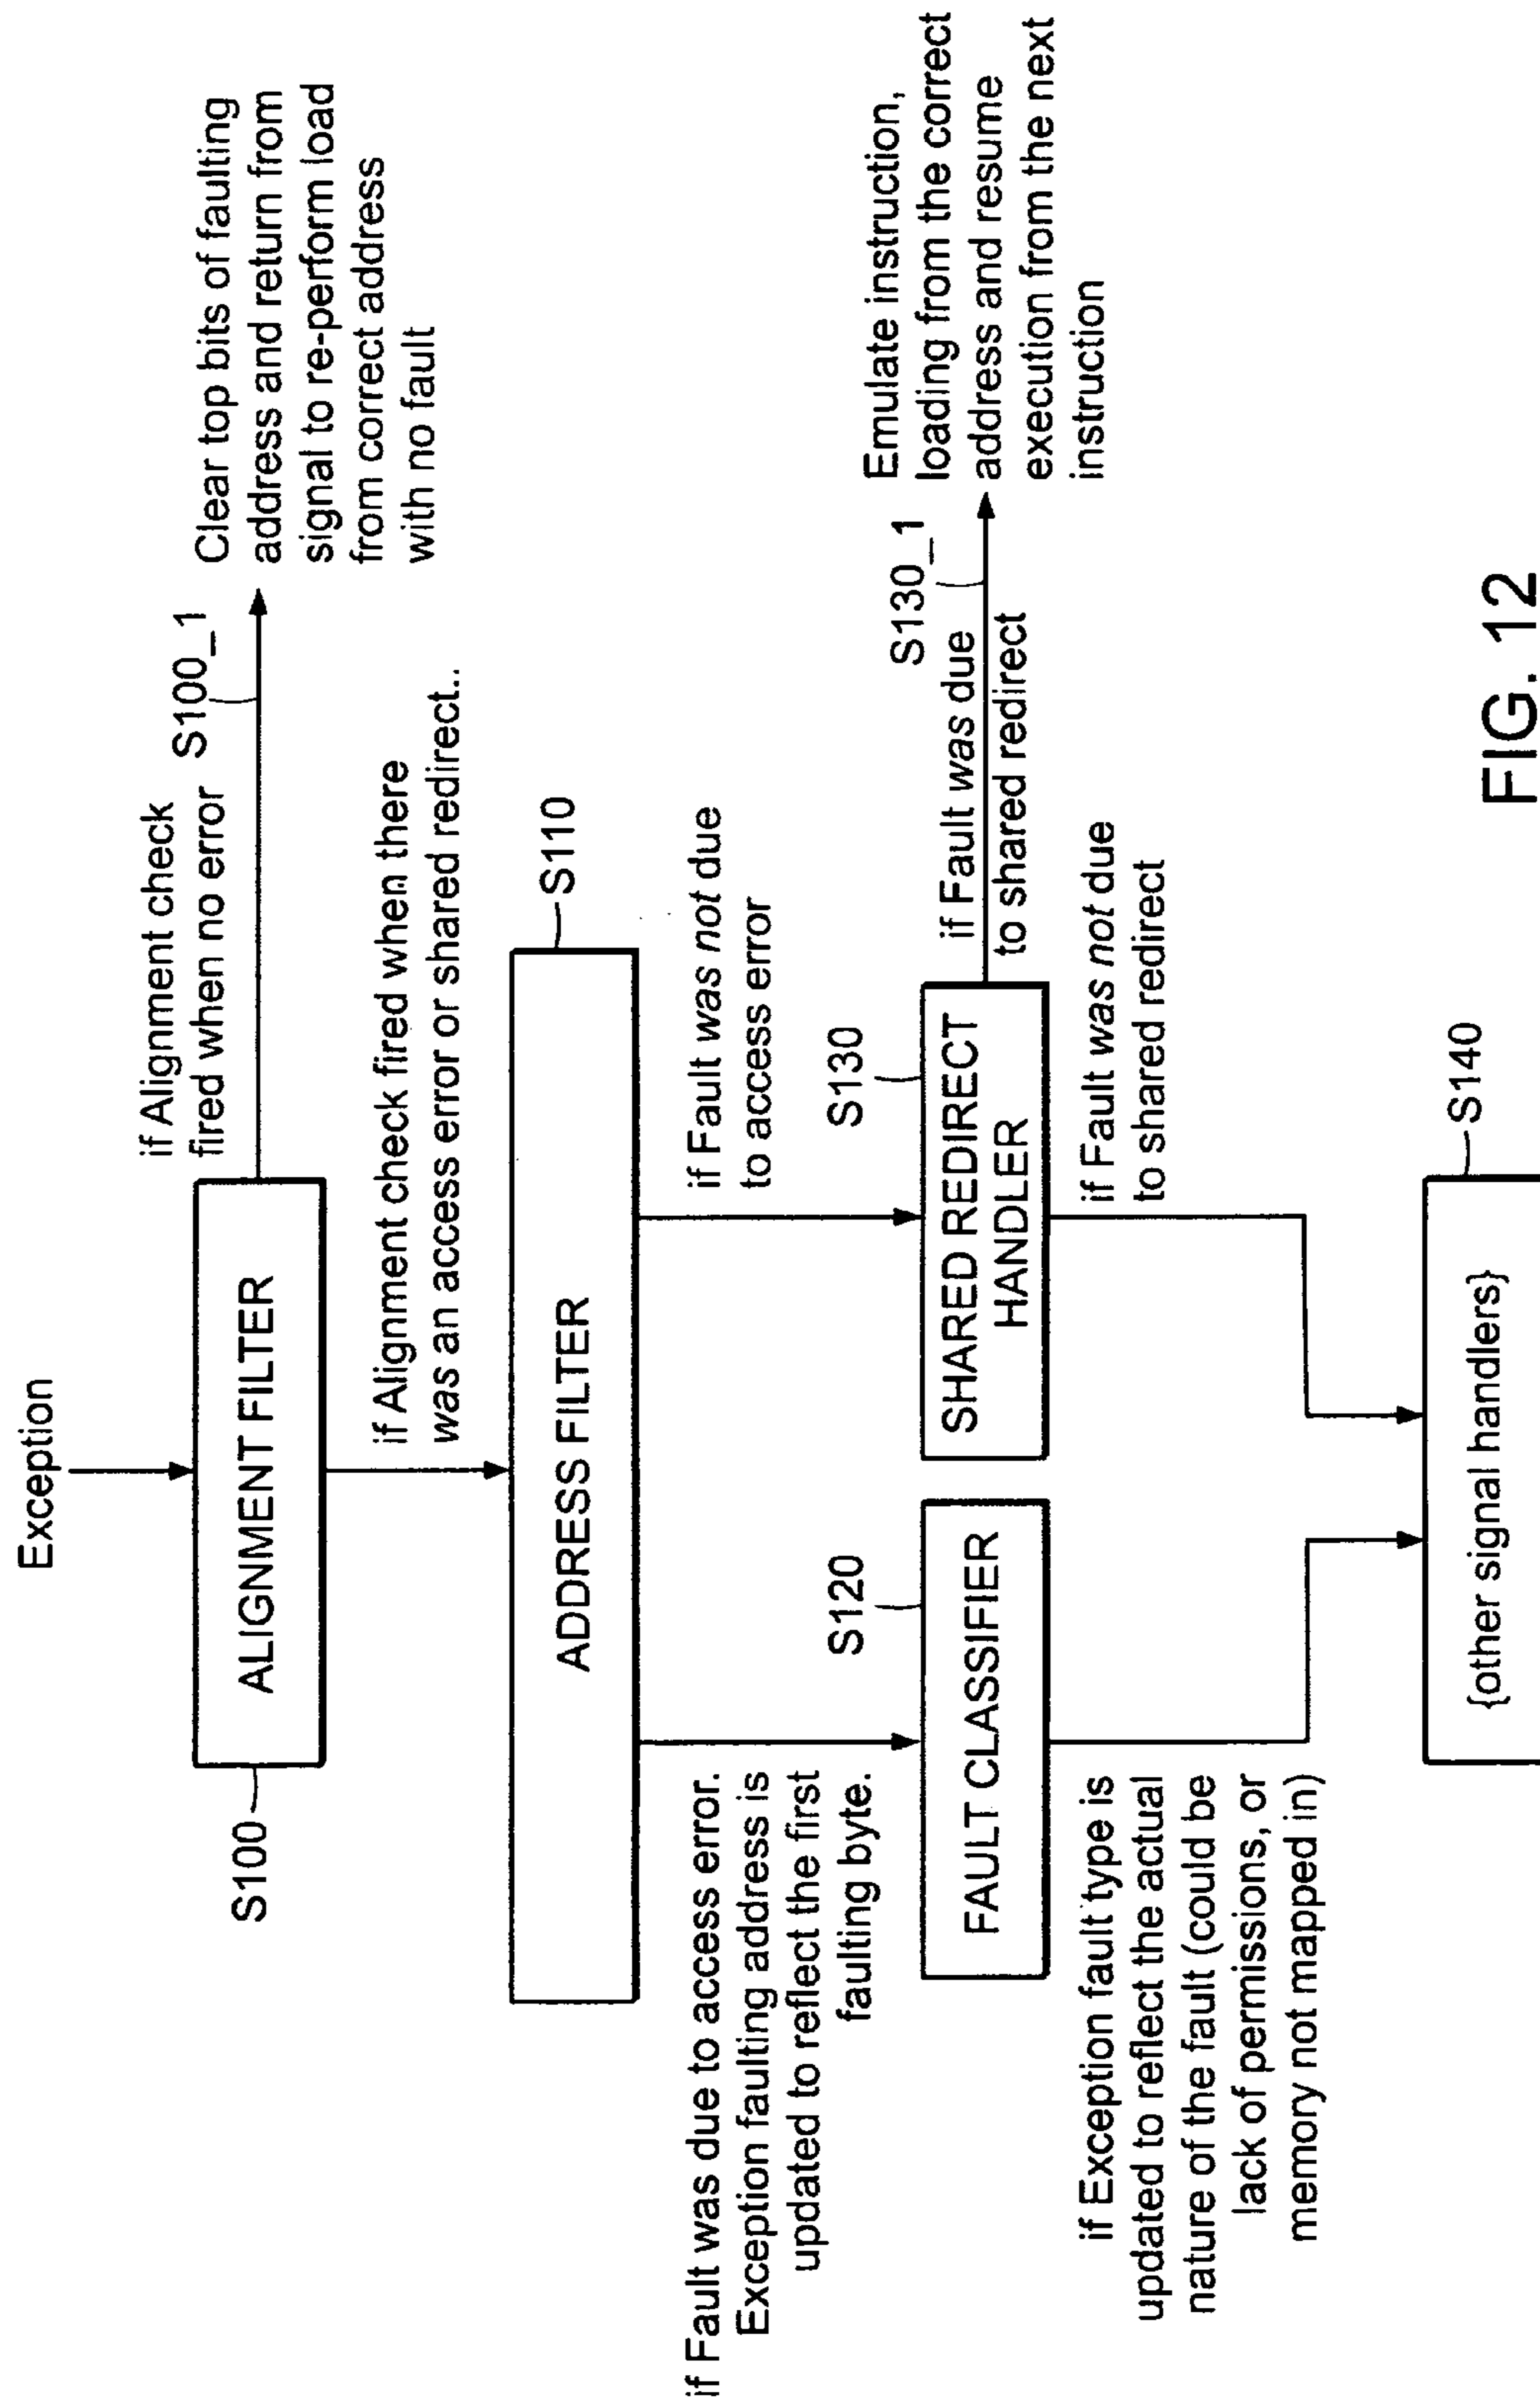 Exception
S100
ALIGNMENT FILTER
if Alignment check
fired when no error
S100_1
Clear top bits of faulting
address and return from
signal to re-perform load
from correct address
with no fault
if Alignment check fired when there
was an access error or shared redirect..
ADDRESS FILTER
S110
if Fault was due to access error.
Exception faulting address is
updated to reflect the first
faulting byte.
if Fault was not due
to access error
S120
FAULT CLASSIFIER
S130
SHARED REDIRECT
HANDLER
if Fault was due
to shared redirect
S130_1
Emulate instruction,
loading from the correct
address and resume
execution from the next
instruction
if Exception fault type is
updated to reflect the actual
nature of the fault (could be
lack of permissions, or
memory not mapped in)
if Fault was not due
to shared redirect
S140
{other signal handlers}
FIG. 12